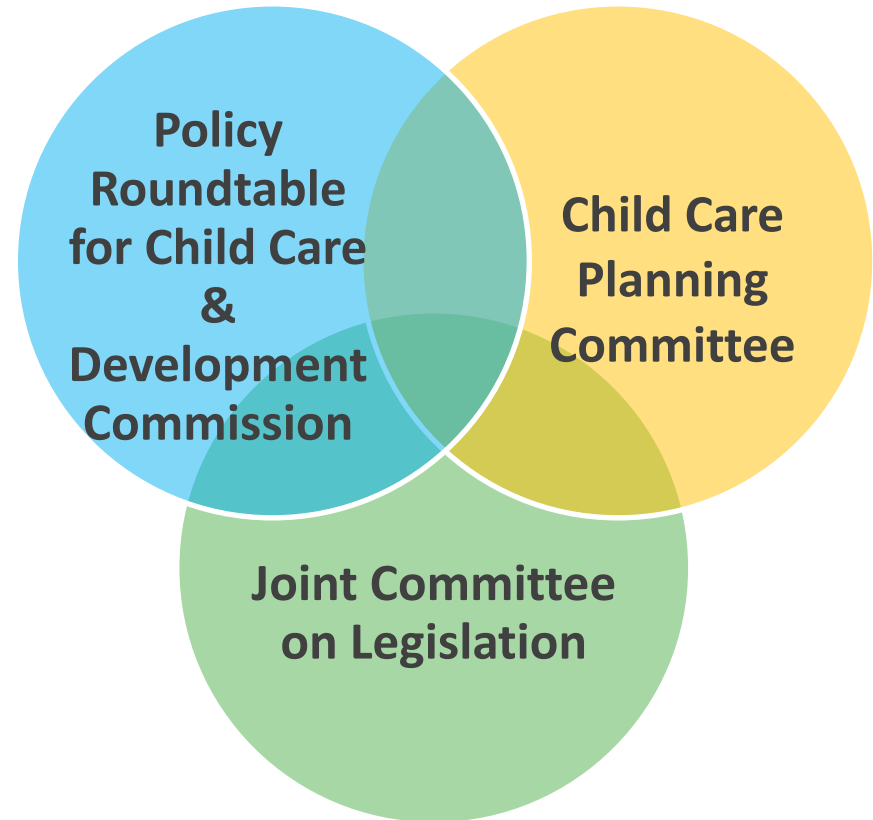 Policy
Roundtable
for Child Care
&
Development
Commission
Child Care
Planning
Committee
Joint Committee
on Legislation